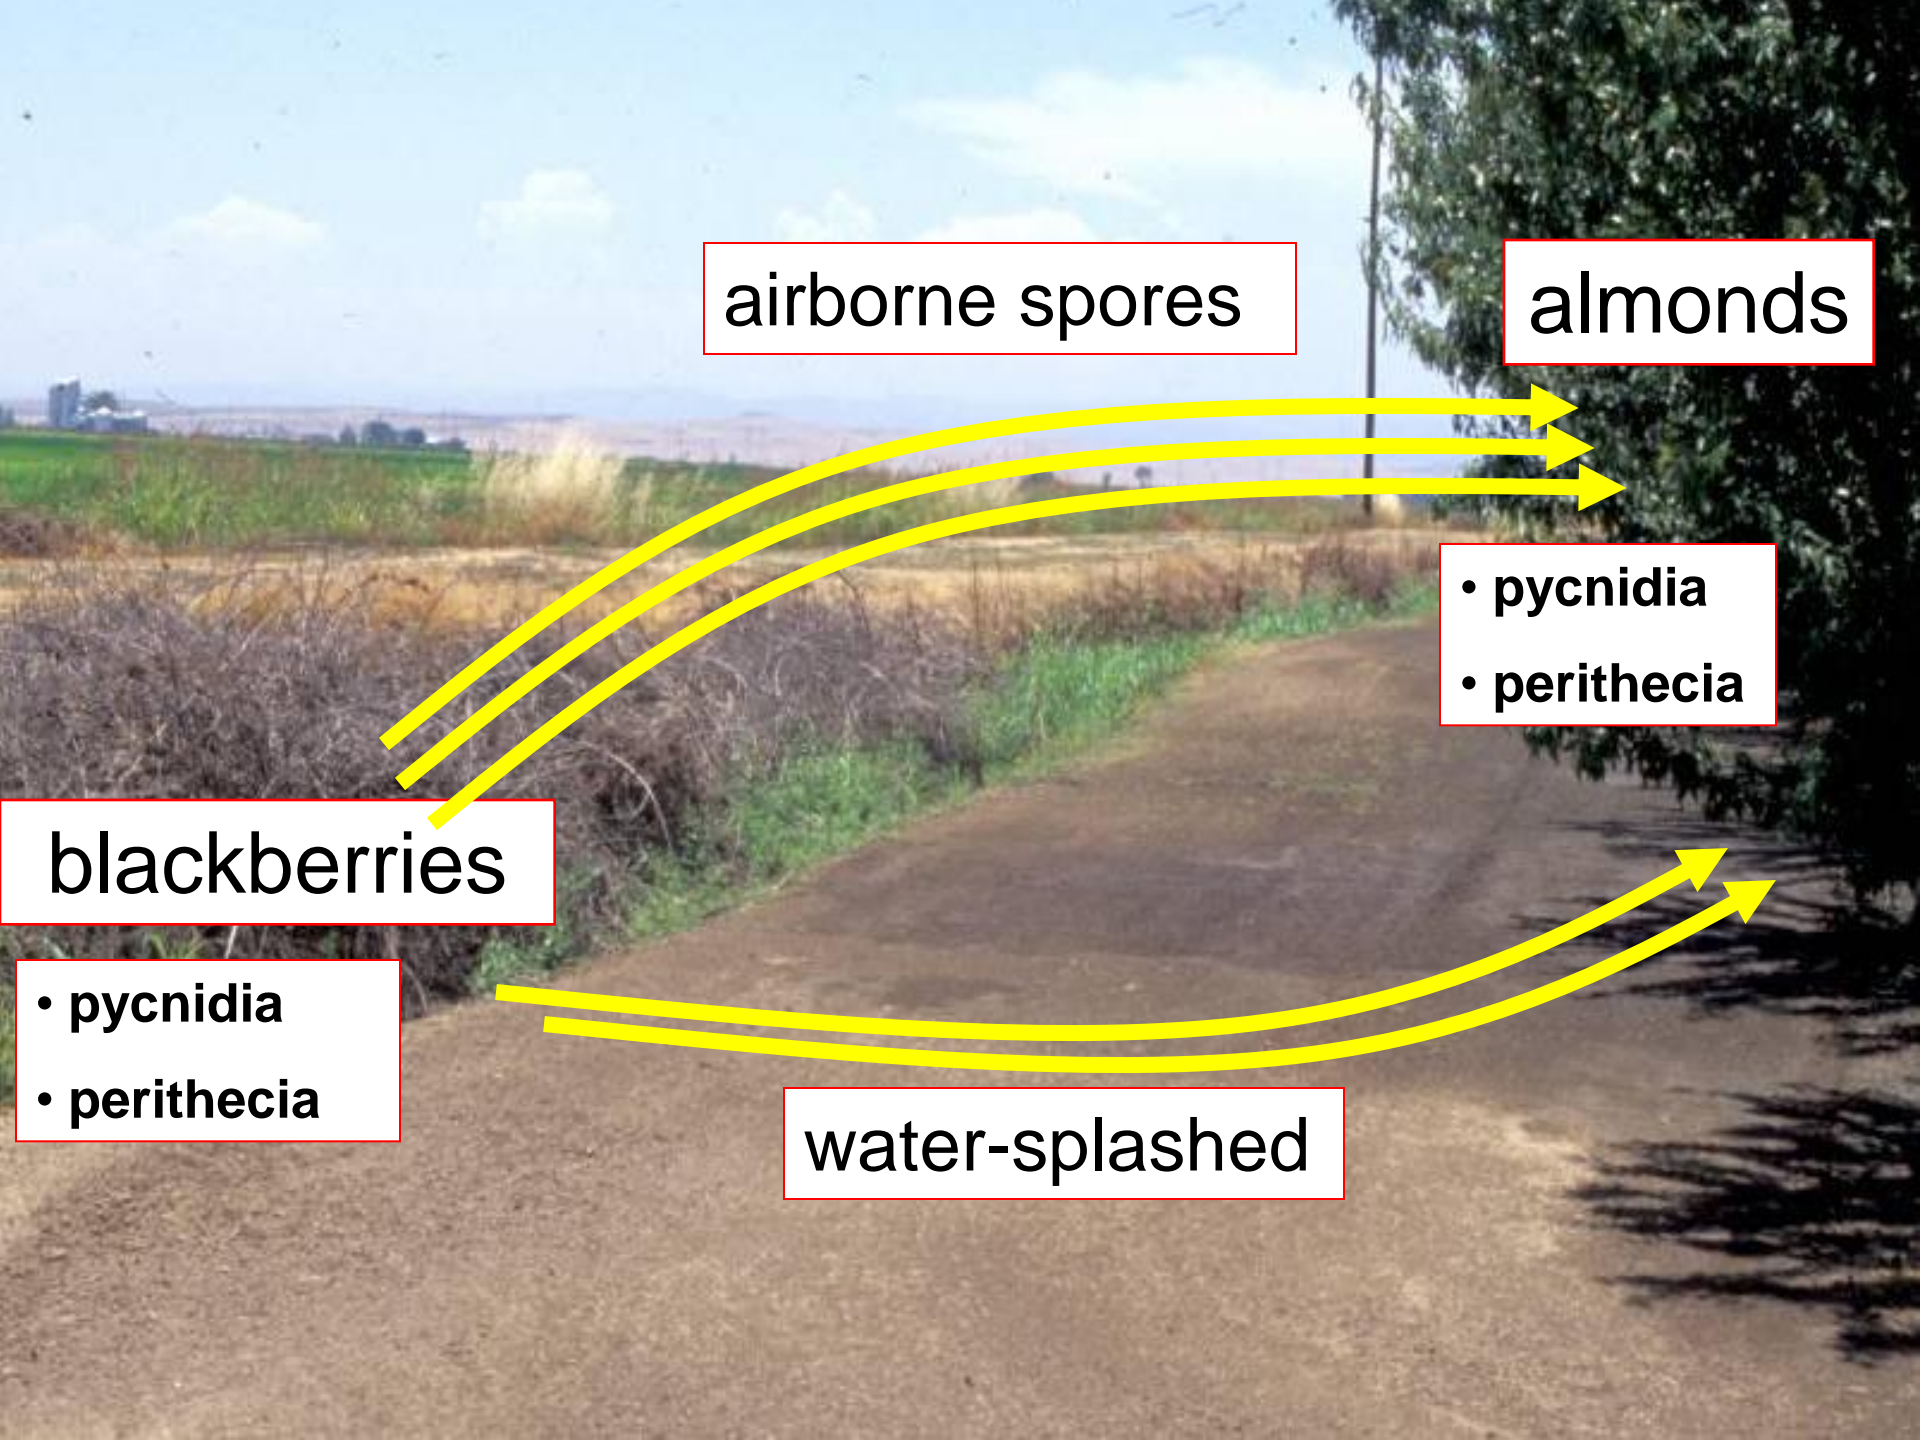 airborne spores
almonds
• pycnidia
• perithecia
blackberries
• pycnidia
• perithecia
water-splashed